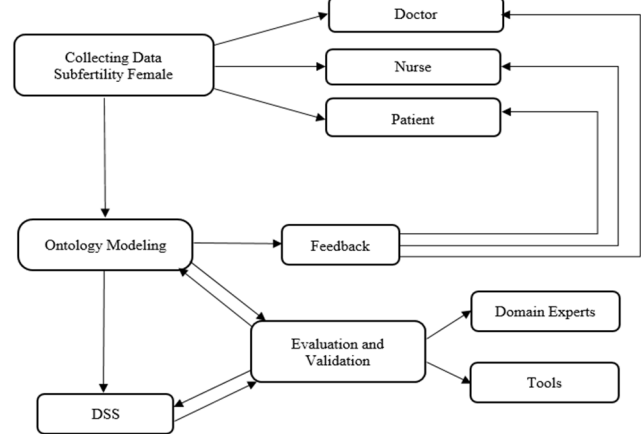 Doctor
Collecting Data
Subfertility Female
Nurse
Patient
Ontology Modeling
Feedback
Domain Experts
Evaluation and
Validation
Tools
DSS